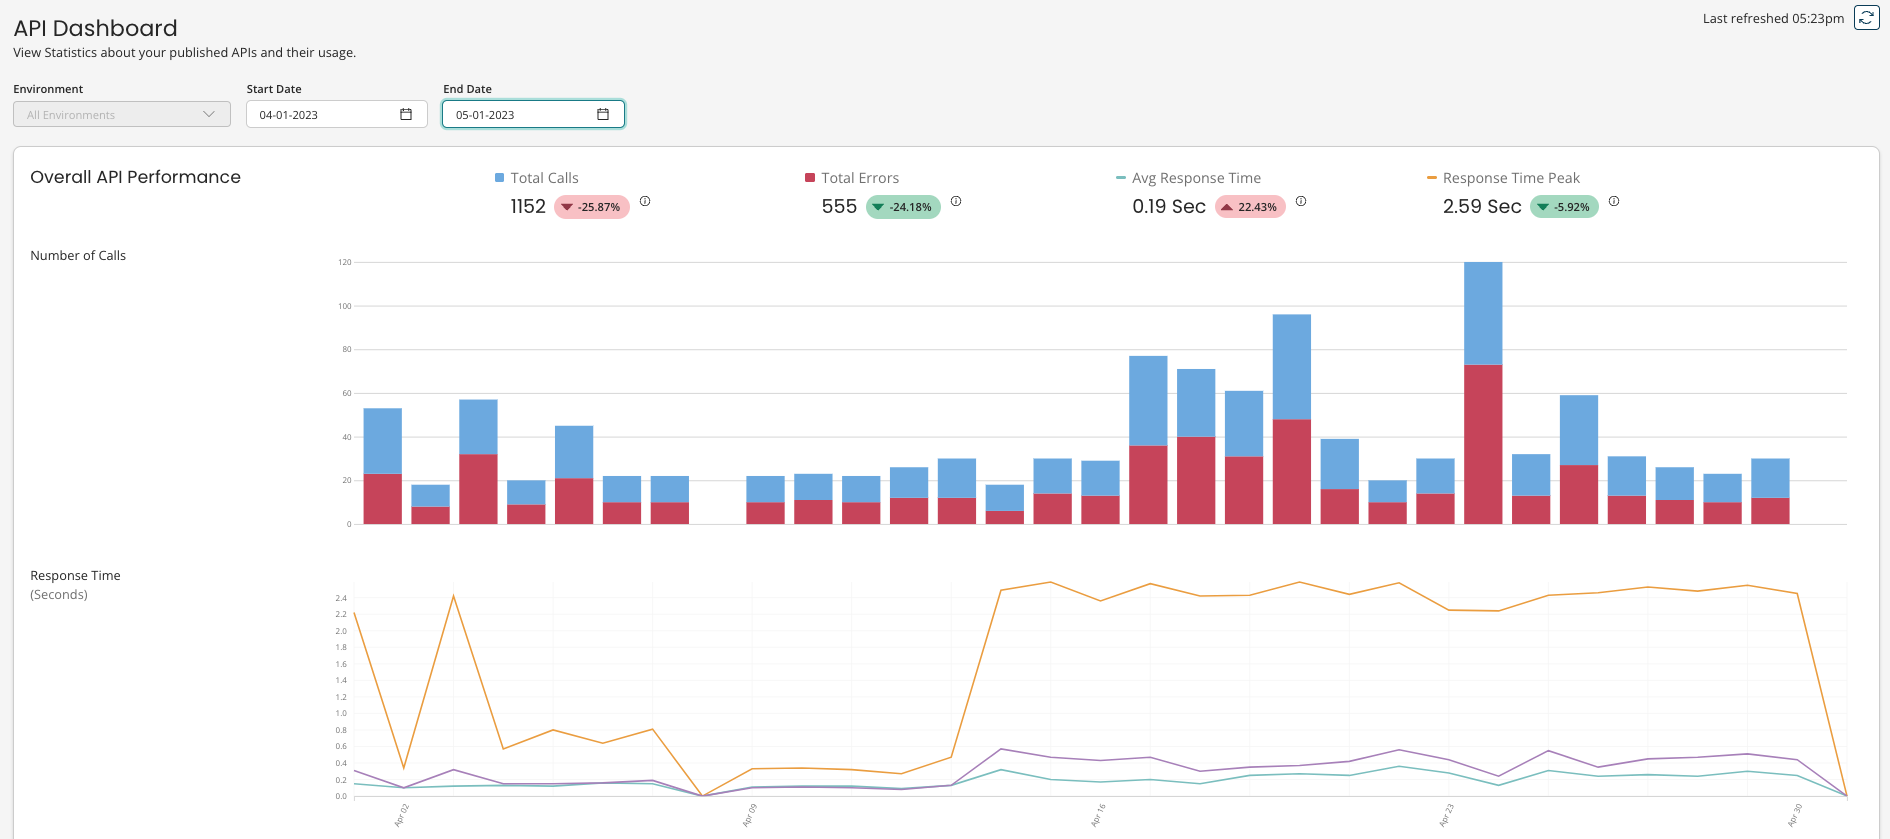 API Dashboard
View Statistics about your published APIs and their usage.
Last refreshed 05:23pm
Environment
Start Date
End Date
All Environments
04-01-2023
05-01-2023
Overall API Performance
Total Calls
1152
-25.87%
Total Errors
555
-24.18%
Avg Response Time
0.19 Sec
22.43%
Response Time Peak
2.59 Sec
-5.92%
Number of Calls
120
100
80
60
40
20
0
Response Time
(Seconds)
2.4
2.2
2.0
1.8
1.6
1.4
1.2
1.0
0.8
0.6
0.4
0.2
0.0
Apr 02
Apr 09
Apr 16
Apr 23
Apr 30